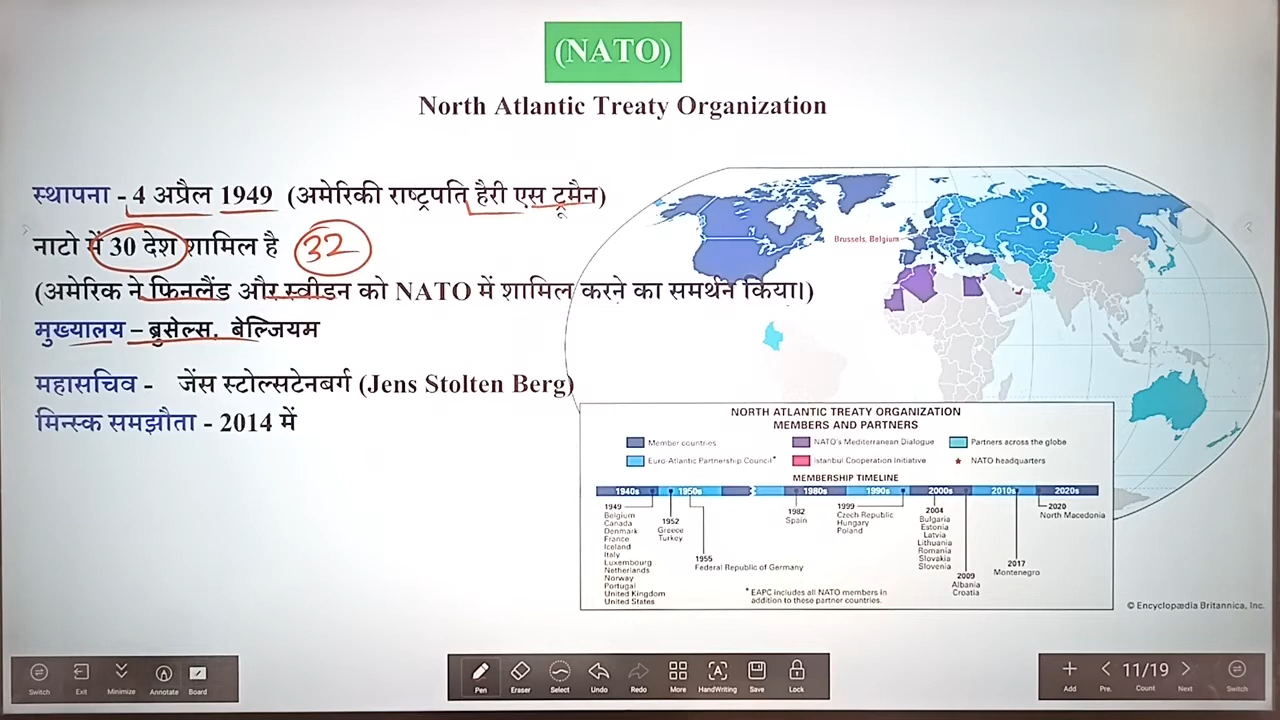 (NATO)
North Atlantic Treaty Organization
स्थापना - 4 अप्रैल 1949 (अमेरिकी राष्ट्रपति हैरी एस ट्रूमैन)
नाटो में 30 देश शामिल है 32
(अमेरिक ने फिनलैंड और स्वीडन को NATO में शामिल करने का समर्थन किया।)
मुख्यालय – ब्रुसेल्स. बेल्जियम
महासचिव - जेंस स्टोल्सटेनबर्ग (Jens Stolten Berg)
मिन्स्क समझौता - 2014 में
-8
Brussels, Belgium
NORTH ATLANTIC TREATY ORGANIZATION
MEMBERS AND PARTNERS
Member countries
NATO's Mediterranean Dialogue
Partners across the globe
Euro-Atlantic Partnership Council*
Istanbul Cooperation Initiative
NATO headquarters
MEMBERSHIP TIMELINE
1940s 1950s 1980s 1990s 2000s 2010s 2020s
1949
Belgium
Canada
Denmark
France
Iceland
Italy
Luxembourg
Netherlands
Norway
Portugal
United Kingdom
United States
1952
Greece
Turkey
1955
Federal Republic of Germany
1982
Spain
1999
Czech Republic
Hungary
Poland
2004
Bulgaria
Estonia
Latvia
Lithuania
Romania
Slovakia
Slovenia
2009
Albania
Croatia
2017
Montenegro
2020
North Macedonia
* EAPC includes all NATO members in
addition to these partner countries.
© Encyclopædia Britannica, Inc.
Switch Exit Minimize Annotate Board
Pen Eraser Select Undo Redo More HandWriting Save Lock
Add Pre. 11/19 Count Next Switch